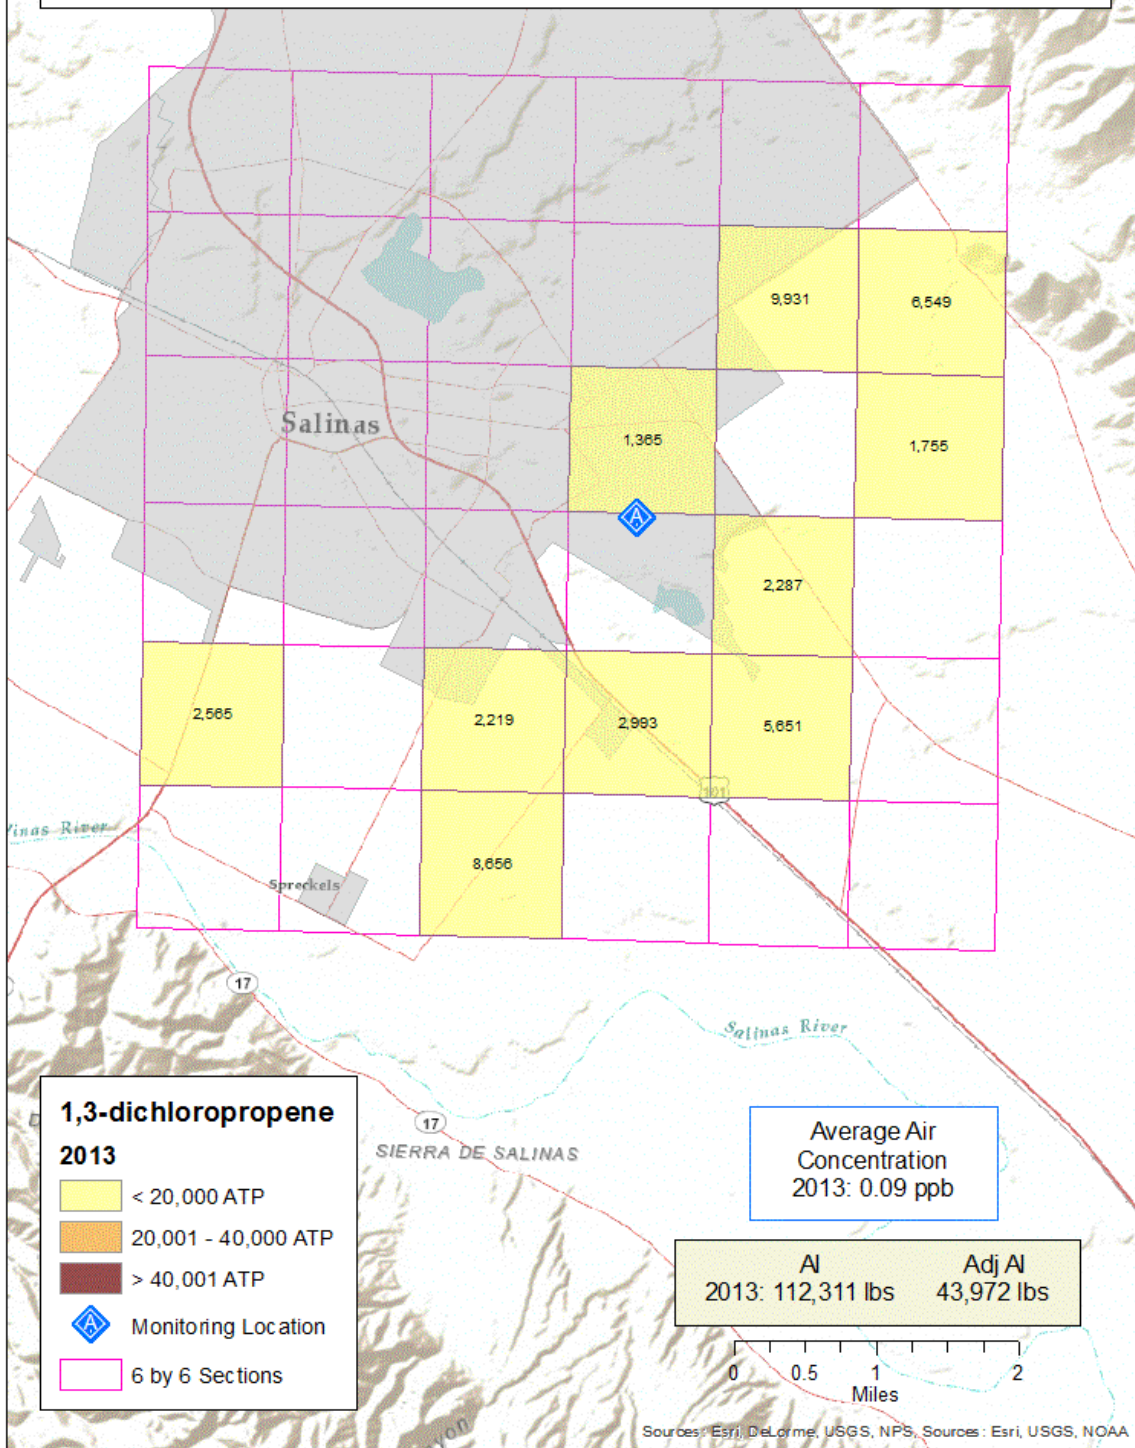 9,931
6,549
Salinas
1,365
1,755
A
2,287
2,565
2,219
2,993
5,651
101
River
8,656
Spreckels
17
Salinas River
1,3-dichloropropene
2013
< 20,000 ATP
20,001 - 40,000 ATP
> 40,001 ATP
A
Monitoring Location
6 by 6 Sections
17
SIERRA DE SALINAS
Average Air
Concentration
2013: 0.09 ppb
AI Adj AI
2013: 112,311 lbs 43,972 lbs
0 0.5 1 2
Miles
yon
Sources: Esri, DeLorme, USGS, NPS, Sources: Esri, USGS, NOAA